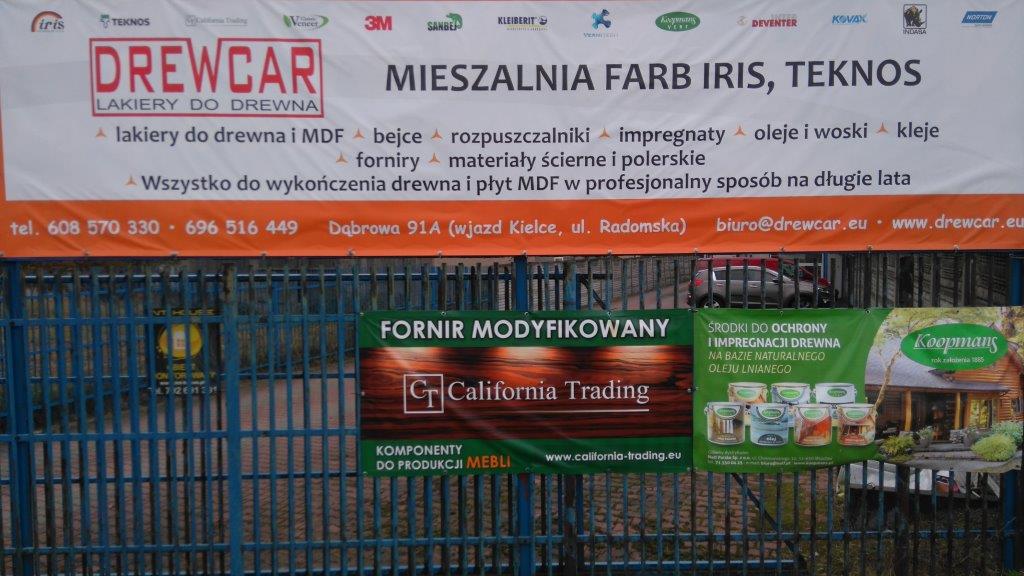 iris TEKNOS California Trading Classic Veneer 3M SANBEJ KLEIBERIT Koopmans VERF DEVENTER KOVAX INDASA NORTON
DREWCAR
LAKIERY DO DREWNA
MIESZALNIA FARB IRIS, TEKNOS
lakiery do drewna i MDF bejce rozpuszczalniki impregnaty oleje i woski kleje
forniry materiały ścierne i polerskie
Wszystko do wykończenia drewna i płyt MDF w profesjonalny sposób na długie lata
tel. 608 570 330 · 696 516 449 Dąbrowa 91A (wjazd Kielce, ul. Radomska) biuro@drewcar.eu · www.drewcar.eu
FORNIR MODYFIKOWANY
CT California Trading
KOMPONENTY
DO PRODUKCJI MEBLI
www.california-trading.eu
ŚRODKI DO OCHRONY
I IMPREGNACJI DREWNA
NA BAZIE NATURALNEGO
OLEJU LNIANEGO
Koopmans
rok założenia 1885